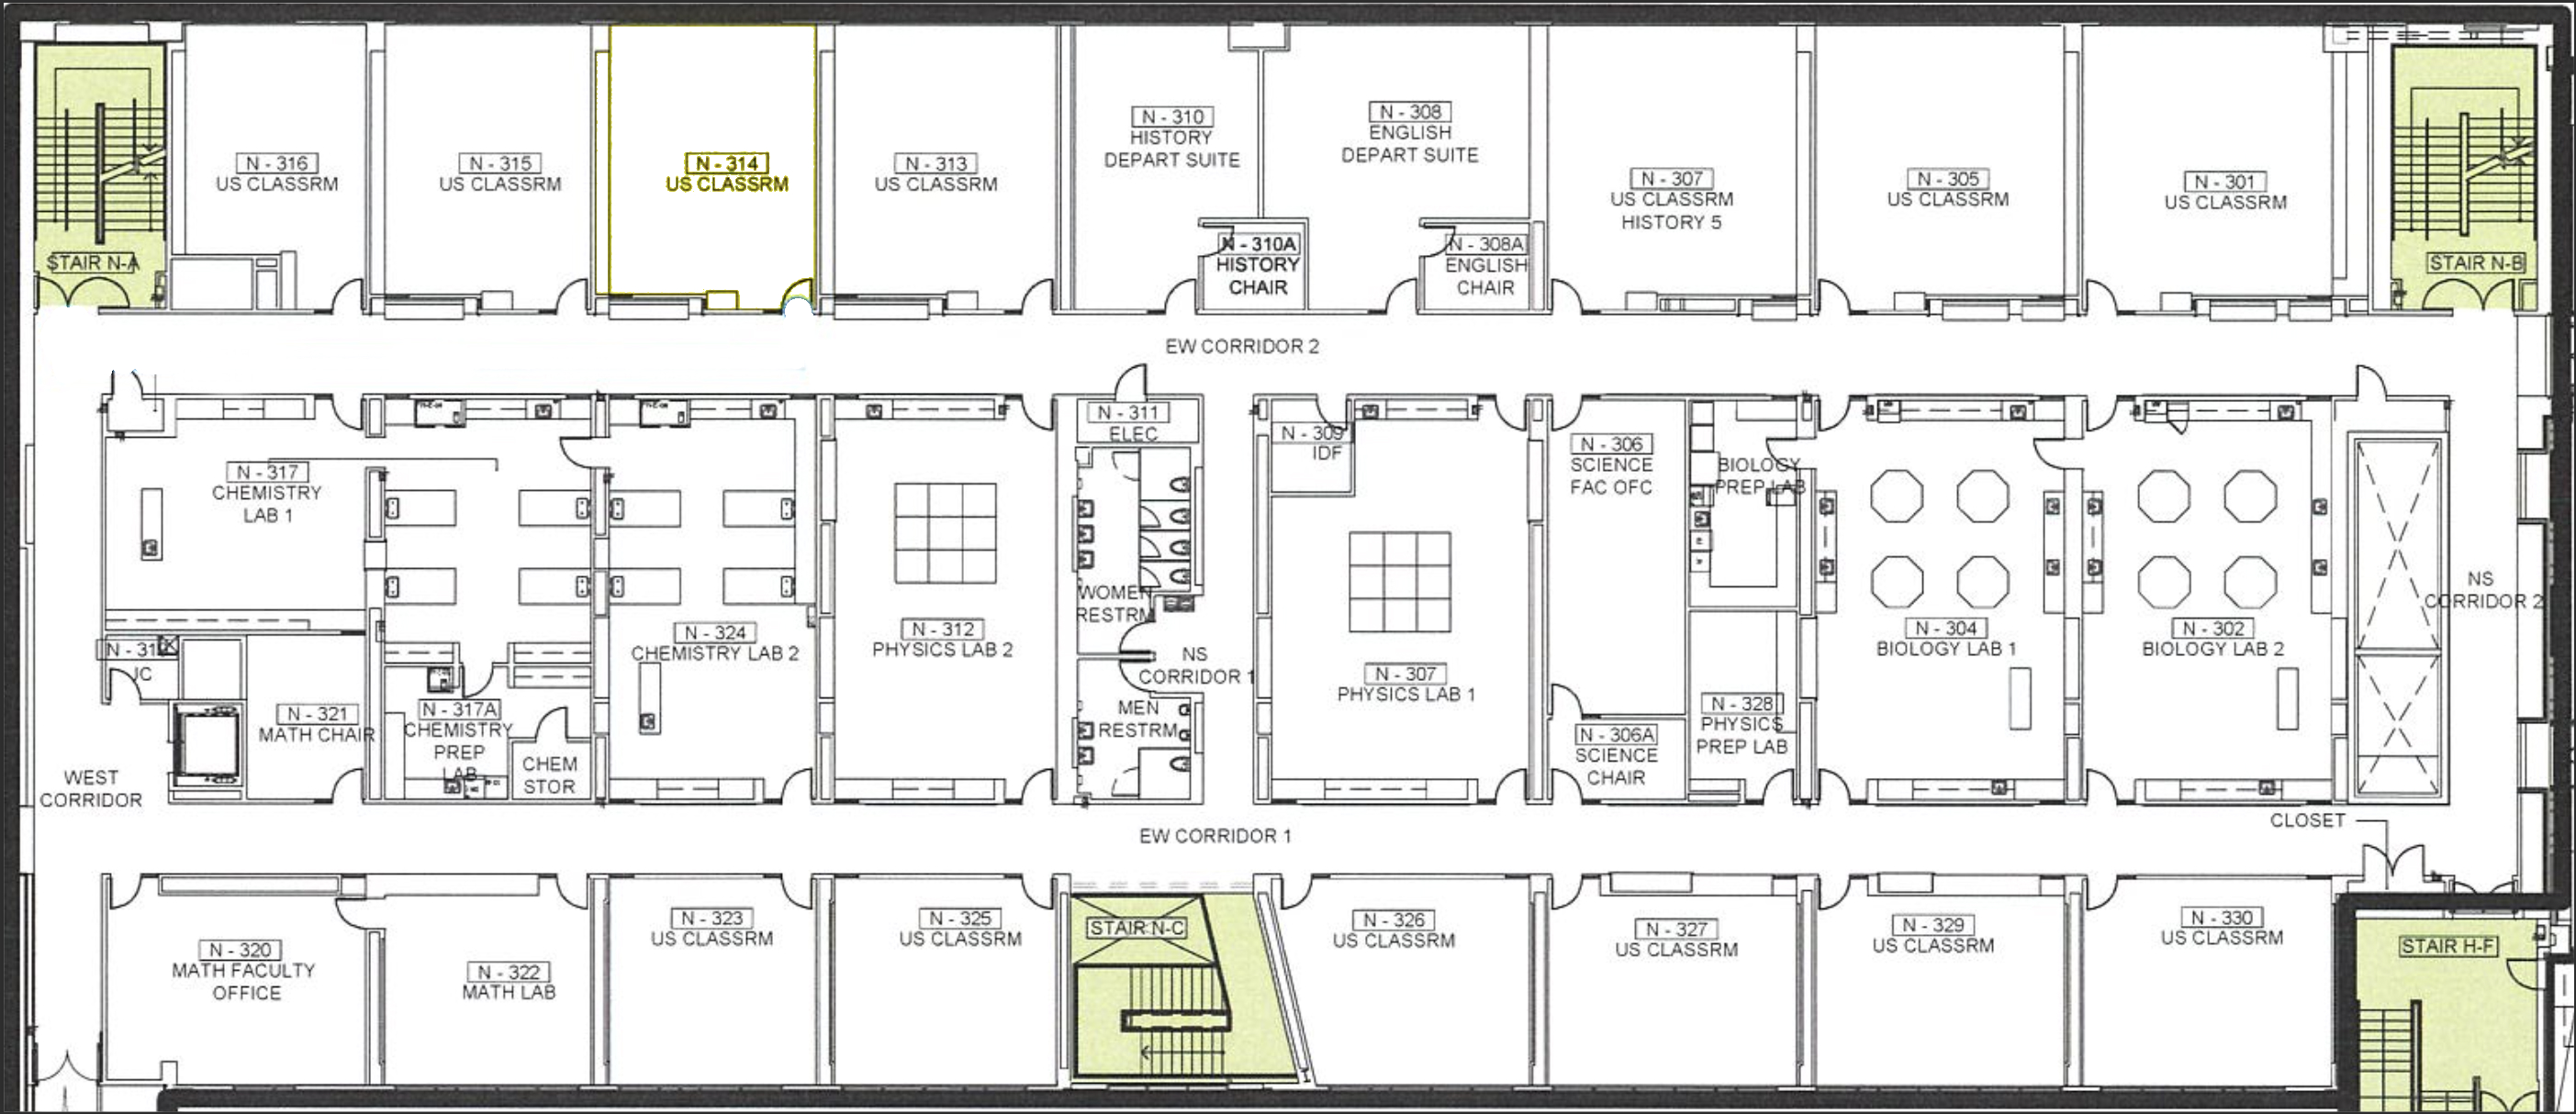 N - 316
US CLASSRM
N - 315
US CLASSRM
N - 314
US CLASSRM
N - 313
US CLASSRM
N - 310
HISTORY
DEPART SUITE
N - 308
ENGLISH
DEPART SUITE
N - 307
US CLASSRM
HISTORY 5
N - 305
US CLASSRM
N - 301
US CLASSRM
STAIR N-A
N - 310A
HISTORY
CHAIR
N - 308A
ENGLISH
CHAIR
STAIR N-B
EW CORRIDOR 2
N - 317
CHEMISTRY
LAB 1
N - 311
ELEC
N - 309
IDF
N - 306
SCIENCE
FAC OFC
BIOLOGY
PREP LAB
WOMEN
RESTRM
N - 324
CHEMISTRY LAB 2
N - 312
PHYSICS LAB 2
NS
CORRIDOR 1
N - 307
PHYSICS LAB 1
N - 304
BIOLOGY LAB 1
N - 302
BIOLOGY LAB 2
NS
CORRIDOR 2
N - 31
JC
N - 321
MATH CHAIR
N - 317A
CHEMISTRY
PREP
LAB
CHEM
STOR
MEN
RESTRM
N - 306A
SCIENCE
CHAIR
N - 328
PHYSICS
PREP LAB
WEST
CORRIDOR
EW CORRIDOR 1
CLOSET
N - 320
MATH FACULTY
OFFICE
N - 322
MATH LAB
N - 323
US CLASSRM
N - 325
US CLASSRM
STAIR N-C
N - 326
US CLASSRM
N - 327
US CLASSRM
N - 329
US CLASSRM
N - 330
US CLASSRM
STAIR H-F